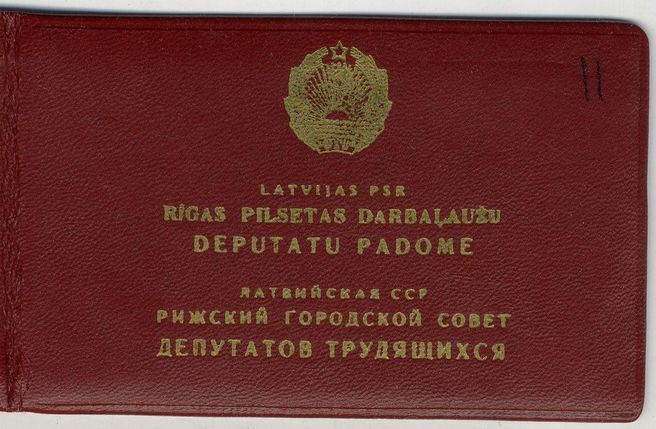 11
LATVIJAS PSR
RĪGAS PILSETAS DARBAĻAUŽU
DEPUTATU PADOME
ЛАТВИЙСКАЯ ССР
РИЖСКИЙ ГОРОДСКОЙ СОВЕТ
ДЕПУТАТОВ ТРУДЯЩИХСЯ